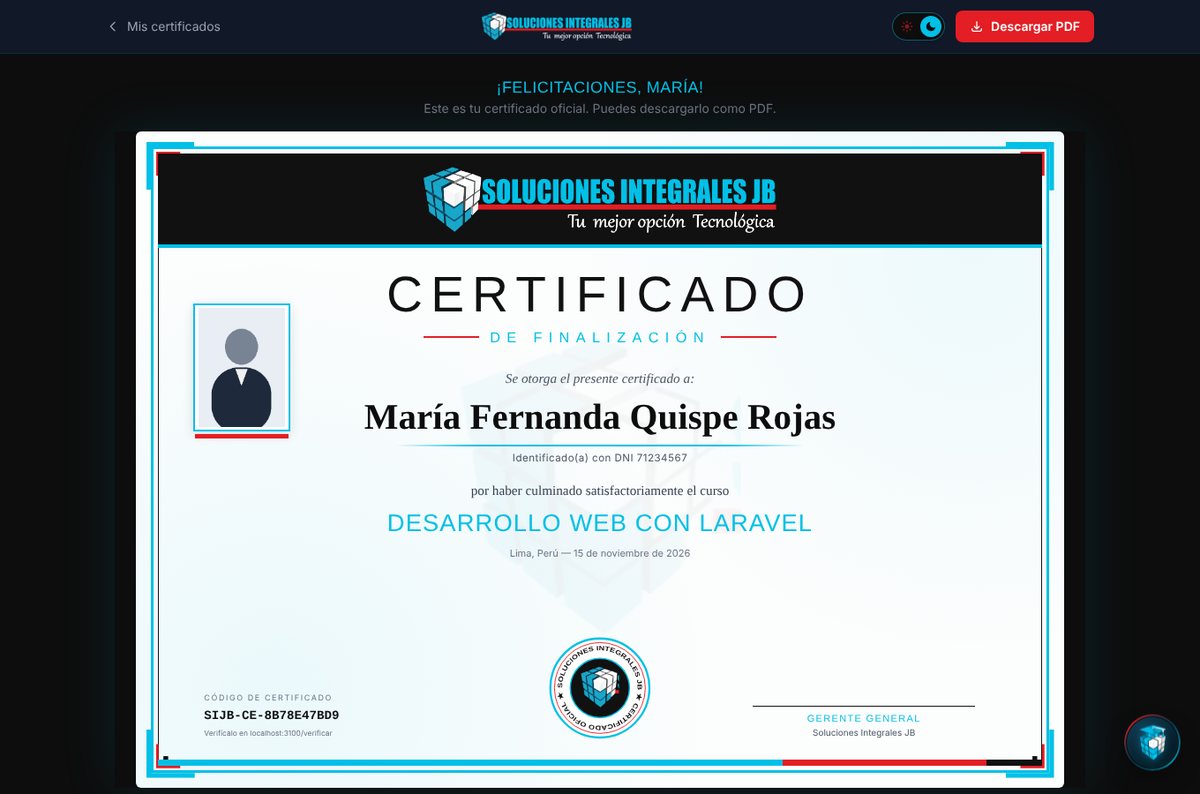 Mis certificados
SOLUCIONES INTEGRALES JB
Tu mejor opción Tecnológica
Descargar PDF
¡FELICITACIONES, MARÍA!
Este es tu certificado oficial. Puedes descargarlo como PDF.
SOLUCIONES INTEGRALES JB
Tu mejor opción Tecnológica
CERTIFICADO
DE FINALIZACIÓN
Se otorga el presente certificado a:
María Fernanda Quispe Rojas
Identificado(a) con DNI 71234567
por haber culminado satisfactoriamente el curso
DESARROLLO WEB CON LARAVEL
Lima, Perú — 15 de noviembre de 2026
CÓDIGO DE CERTIFICADO
SIJB-CE-8B78E47BD9
Verifícalo en localhost:3100/verificar
SOLUCIONES INTEGRALES JB ★ CERTIFICADO OFICIAL ★
GERENTE GENERAL
Soluciones Integrales JB